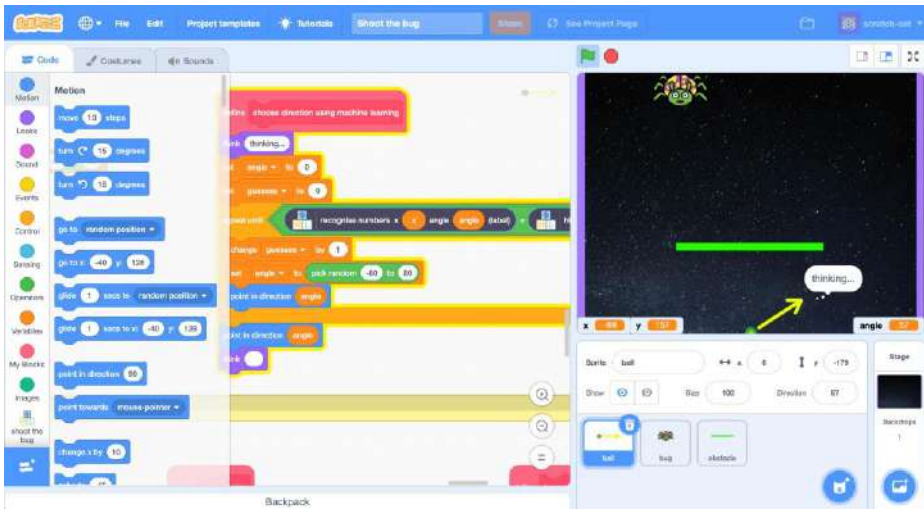 SCRATCH
File Edit Project templates Tutorials Shoot the bug Share See Project Page scratch-cat
Code Costumes Sounds
Motion
Looks
Sound
Events
Control
Sensing
Operators
Variables
My Blocks
Images
shoot the bug
Motion
move 10 steps
turn 15 degrees
turn 15 degrees
go to random position
go to x: -40 y: 128
glide 1 secs to random position
glide 1 secs to x: -40 y:
point in direction 90
point towards mouse-pointer
change x by 10
choose direction using machine learning
thinking...
angle to 0
guesses to
recognise numbers x x angle angle (label) =
change guesses by 1
set angle to pick random to
point in direction angle
point in direction angle
thinking...
x y angle
Sprite ball x y -179
Show Size 100 Direction
ball bug obstacle
Stage
Backdrops
1
Backpack